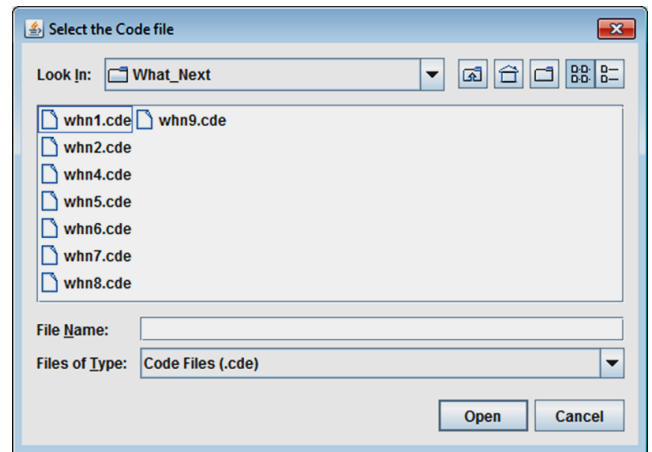 Select the Code file
Look In: What_Next
whn1.cde whn9.cde
whn2.cde
whn4.cde
whn5.cde
whn6.cde
whn7.cde
whn8.cde
File Name:
Files of Type: Code Files (.cde)
Open Cancel